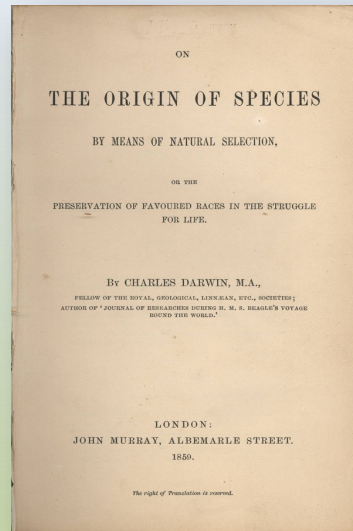 ON
THE ORIGIN OF SPECIES
BY MEANS OF NATURAL SELECTION,
OR THE
PRESERVATION OF FAVOURED RACES IN THE STRUGGLE
FOR LIFE.
BY CHARLES DARWIN, M.A.,
FELLOW OF THE ROYAL, GEOLOGICAL, LINNÆAN, ETC., SOCIETIES;
AUTHOR OF 'JOURNAL OF RESEARCHES DURING H. M. S. BEAGLE'S VOYAGE
ROUND THE WORLD.'
LONDON:
JOHN MURRAY, ALBEMARLE STREET.
1859.
The right of Translation is reserved.